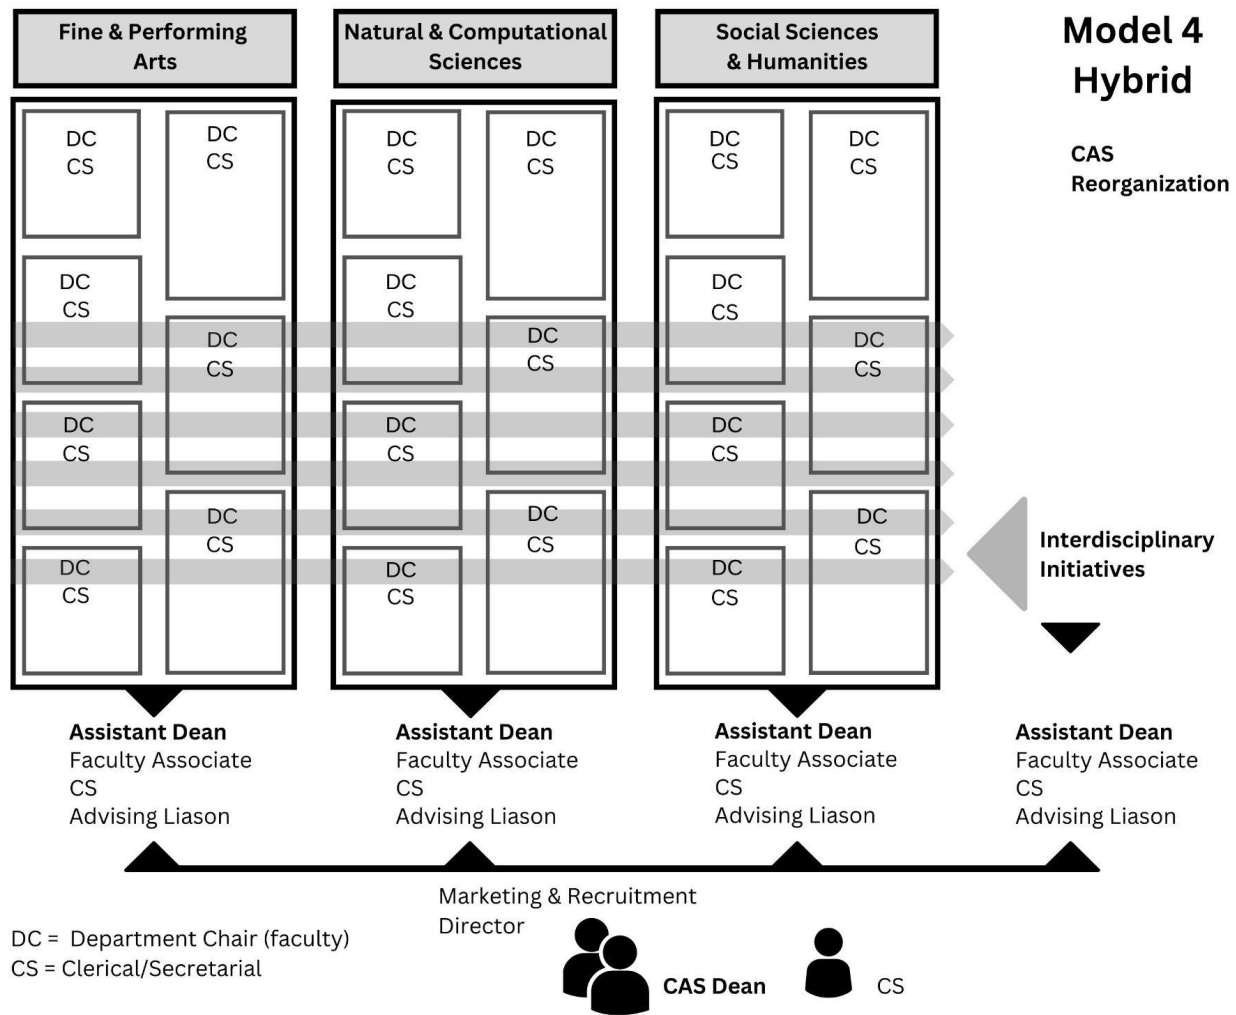 Fine & Performing
Arts
Natural & Computational
Sciences
Social Sciences
& Humanities
Model 4
Hybrid
CAS
Reorganization
DC
CS
DC
CS
DC
CS
DC
CS
DC
CS
DC
CS
DC
CS
DC
CS
DC
CS
DC
CS
DC
CS
DC
CS
DC
CS
DC
CS
DC
CS
DC
CS
DC
CS
DC
CS
DC
CS
DC
CS
DC
CS
Interdisciplinary
Initiatives
Assistant Dean
Faculty Associate
CS
Advising Liason
Assistant Dean
Faculty Associate
CS
Advising Liason
Assistant Dean
Faculty Associate
CS
Advising Liason
Assistant Dean
Faculty Associate
CS
Advising Liason
Marketing & Recruitment
Director
DC = Department Chair (faculty)
CS = Clerical/Secretarial
CAS Dean
CS